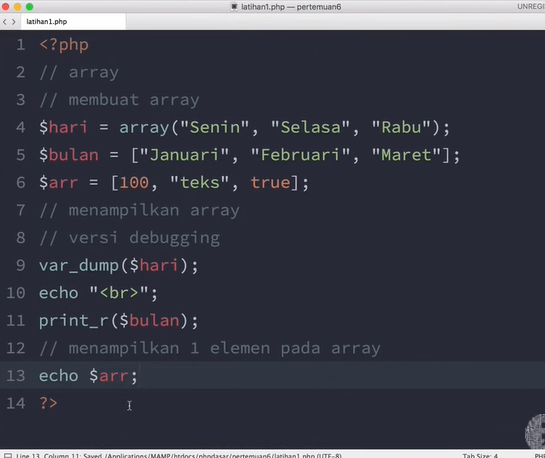 latihan1.php — pertemuan6
UNREGI
latihan1.php
1 <?php
2 // array
3 // membuat array
4 $hari = array("Senin", "Selasa", "Rabu");
5 $bulan = ["Januari", "Februari", "Maret"];
6 $arr = [100, "teks", true];
7 // menampilkan array
8 // versi debugging
9 var_dump($hari);
10 echo "<br>";
11 print_r($bulan);
12 // menampilkan 1 elemen pada array
13 echo $arr;
14 ?>
Line 13, Column 11; Saved /Applications/MAMP/htdocs/phpdasar/pertemuan6/latihan1.php (UTF-8)
Tab Size: 4
PHP